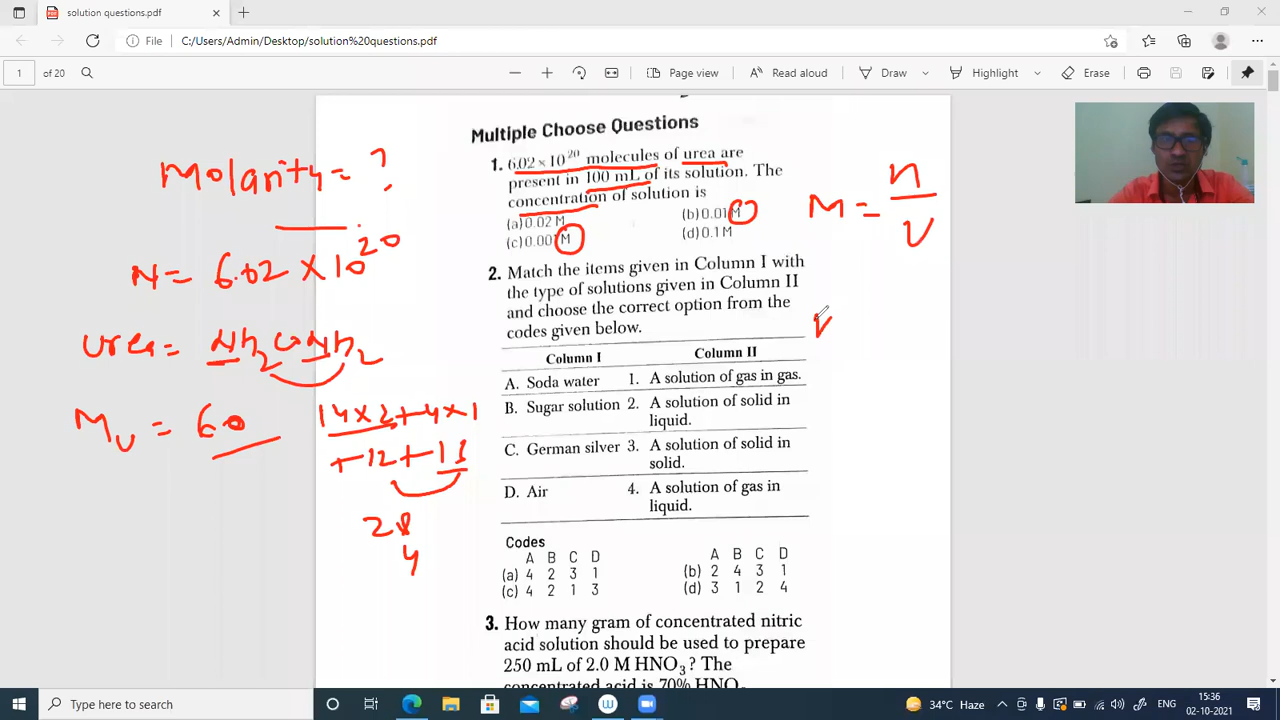 solution questions.pdf
File
C:/Users/Admin/Desktop/solution%20questions.pdf
1 of 20
Page view
Read aloud
Draw
Highlight
Erase
Multiple Choose Questions
1. 6.02 × 10²⁰ molecules of urea are
present in 100 mL of its solution. The
concentration of solution is
(a) 0.02 M (b) 0.01 M
(c) 0.001 M (d) 0.1 M
2. Match the items given in Column I with
the type of solutions given in Column II
and choose the correct option from the
codes given below.
Column I Column II
A. Soda water 1. A solution of gas in gas.
B. Sugar solution 2. A solution of solid in
liquid.
C. German silver 3. A solution of solid in
solid.
D. Air 4. A solution of gas in
liquid.
Codes
A B C D A B C D
(a) 4 2 3 1 (b) 2 4 3 1
(c) 4 2 1 3 (d) 3 1 2 4
3. How many gram of concentrated nitric
acid solution should be used to prepare
250 mL of 2.0 M HNO₃? The
concentrated acid is 70% HNO
Molarity = ?
N = 6.02 × 10²⁰
Urea = NH₂CONH₂
= 60
14×2+4×1
+12+
28
4
M = n
V
Type here to search
34°C Haze
ENG
15:36
02-10-2021